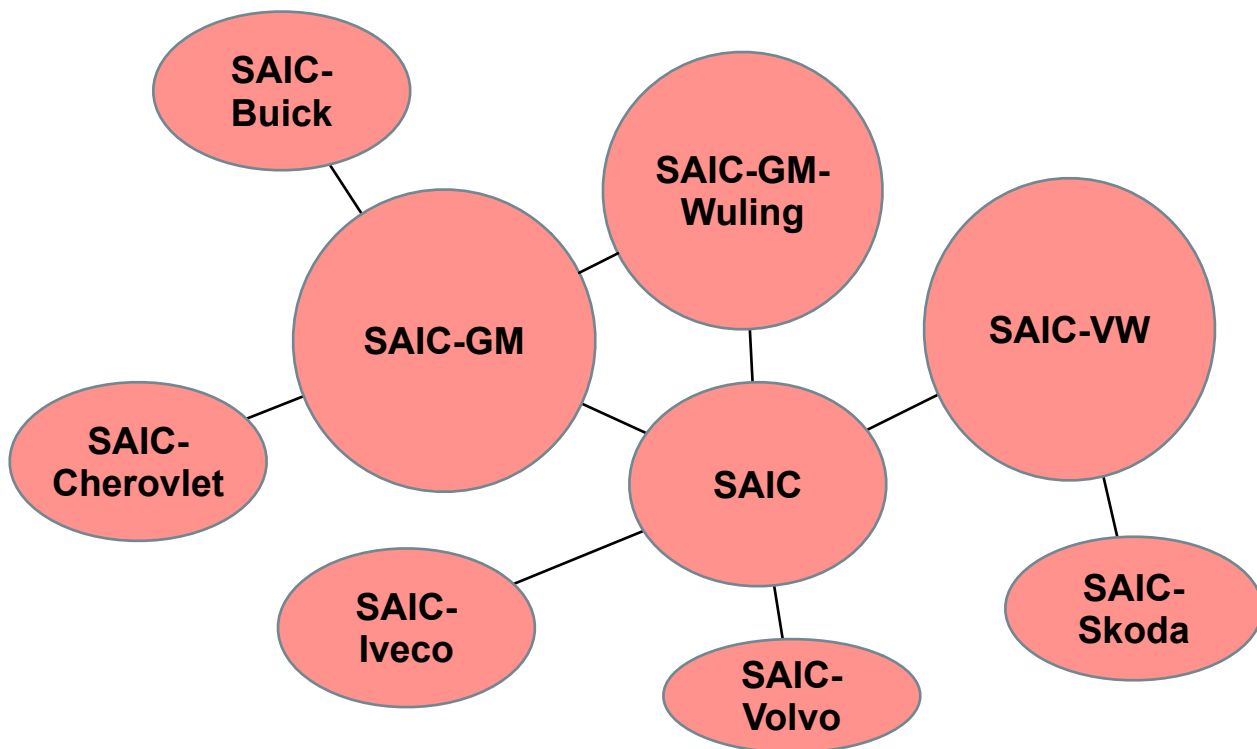 SAIC-
Buick
SAIC-GM-
Wuling
SAIC-GM
SAIC-VW
SAIC-
Cherovlet
SAIC
SAIC-
Iveco
SAIC-
Skoda
SAIC-
Volvo